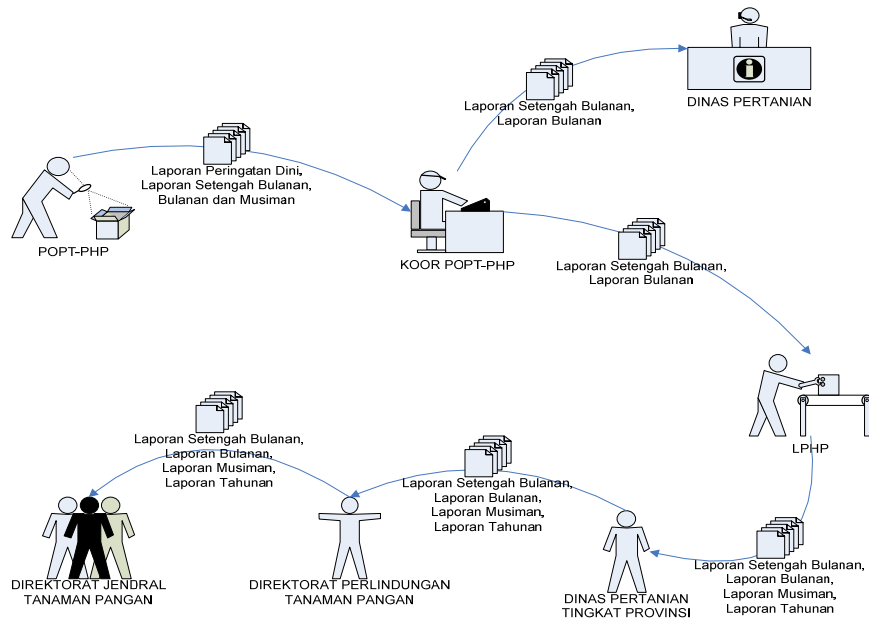 Laporan Setengah Bulanan,
Laporan Bulanan
DINAS PERTANIAN
Laporan Peringatan Dini,
Laporan Setengah Bulanan,
Bulanan dan Musiman
POPT-PHP
KOOR POPT-PHP
Laporan Setengah Bulanan,
Laporan Bulanan
LPHP
Laporan Setengah Bulanan,
Laporan Bulanan,
Laporan Musiman,
Laporan Tahunan
Laporan Setengah Bulanan,
Laporan Bulanan,
Laporan Musiman,
Laporan Tahunan
Laporan Setengah Bulanan,
Laporan Bulanan,
Laporan Musiman,
Laporan Tahunan
DIREKTORAT JENDRAL
TANAMAN PANGAN
DIREKTORAT PERLINDUNGAN
TANAMAN PANGAN
DINAS PERTANIAN
TINGKAT PROVINSI